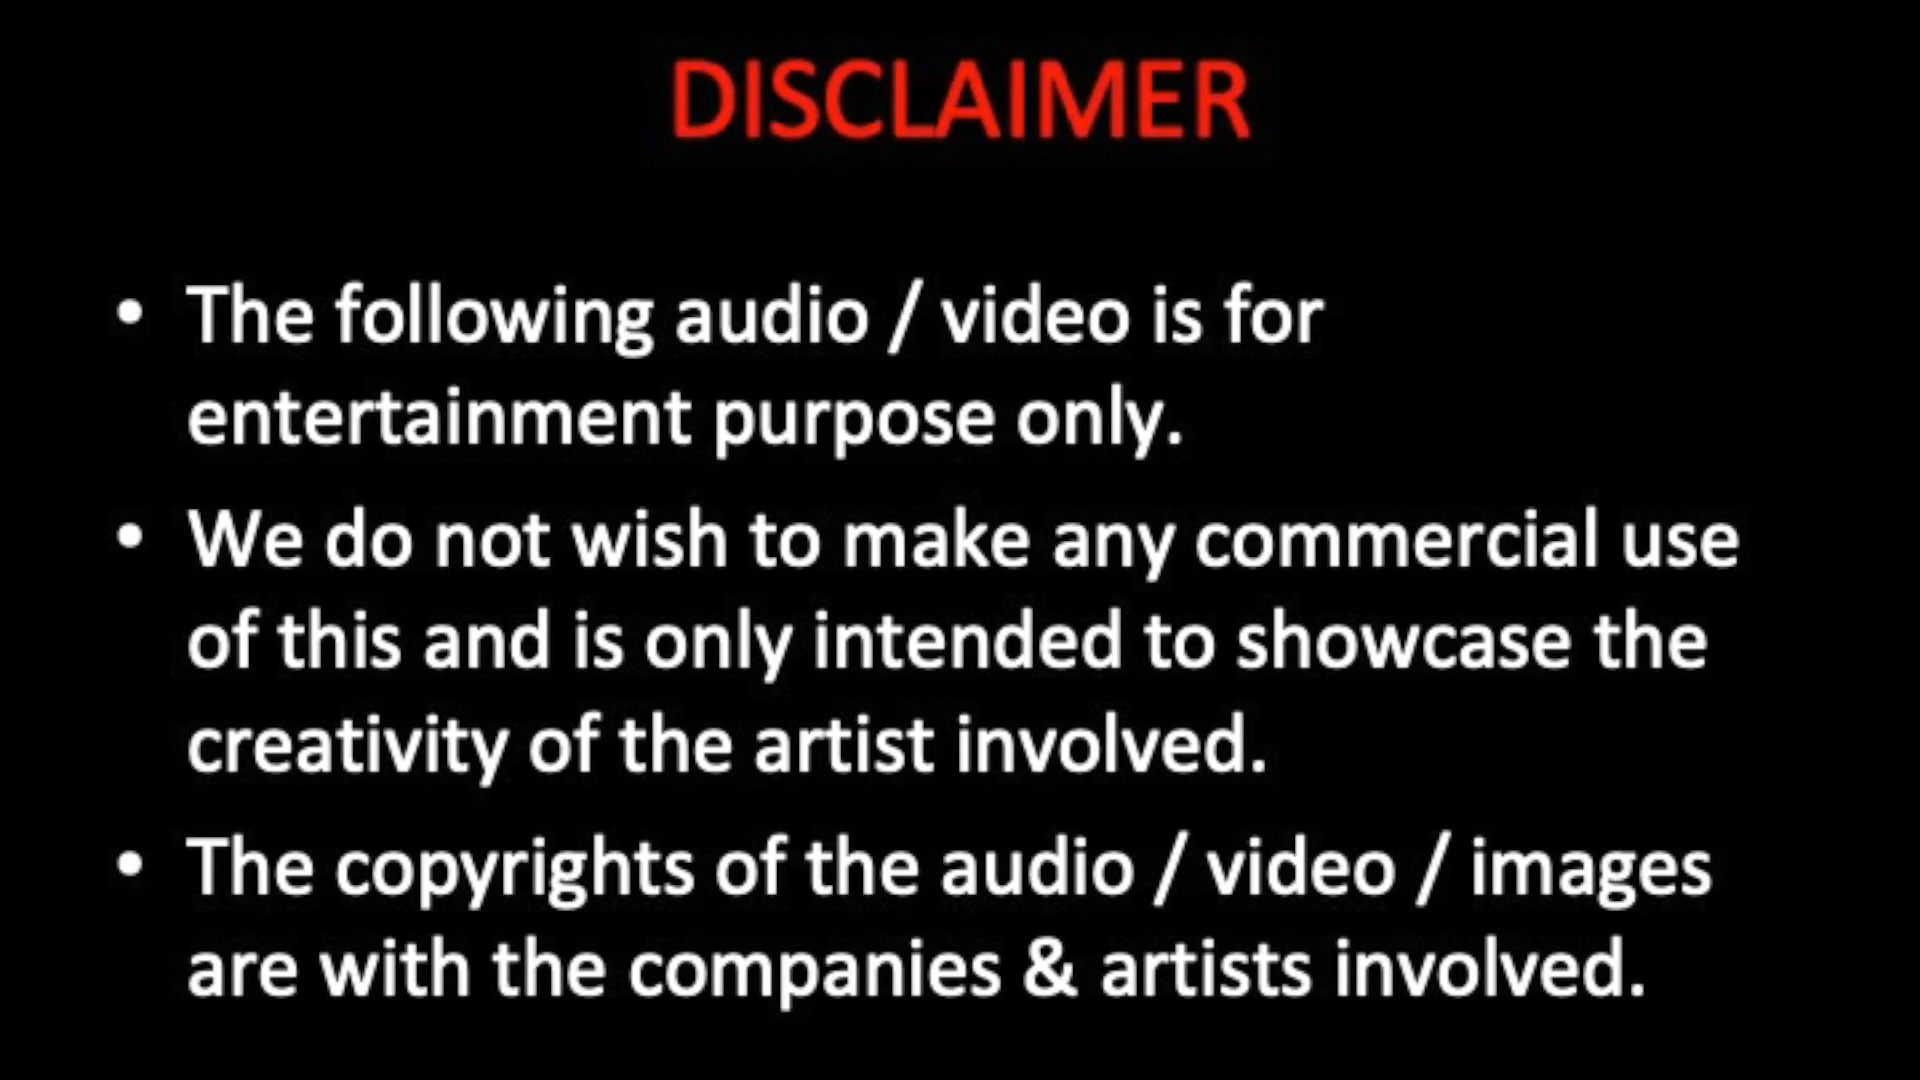 DISCLAIMER
• The following audio / video is for
entertainment purpose only.
• We do not wish to make any commercial use
of this and is only intended to showcase the
creativity of the artist involved.
• The copyrights of the audio / video / images
are with the companies & artists involved.